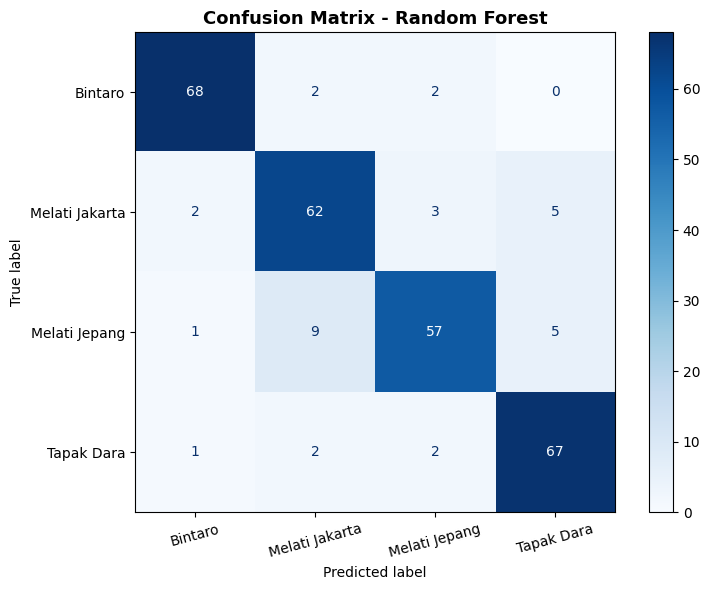 Confusion Matrix - Random Forest
True label
Bintaro 68 2 2 0
Melati Jakarta 2 62 3 5
Melati Jepang 1 9 57 5
Tapak Dara 1 2 2 67
Bintaro Melati Jakarta Melati Jepang Tapak Dara
Predicted label
60
50
40
30
20
10
0